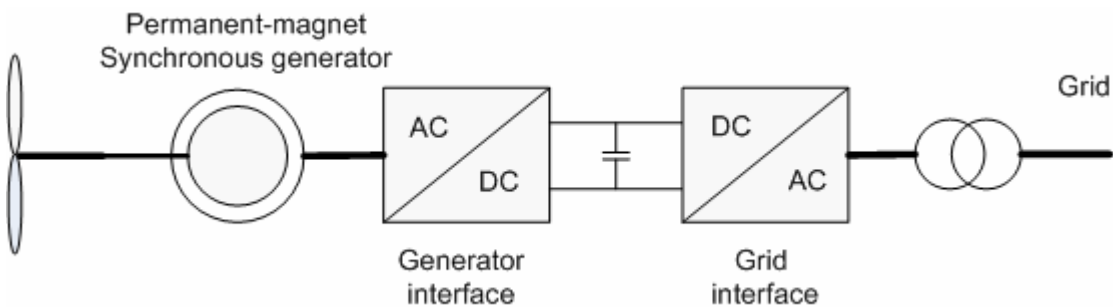 Permanent-magnet
Synchronous generator
Grid
AC
DC
DC
AC
Generator
interface
Grid
interface